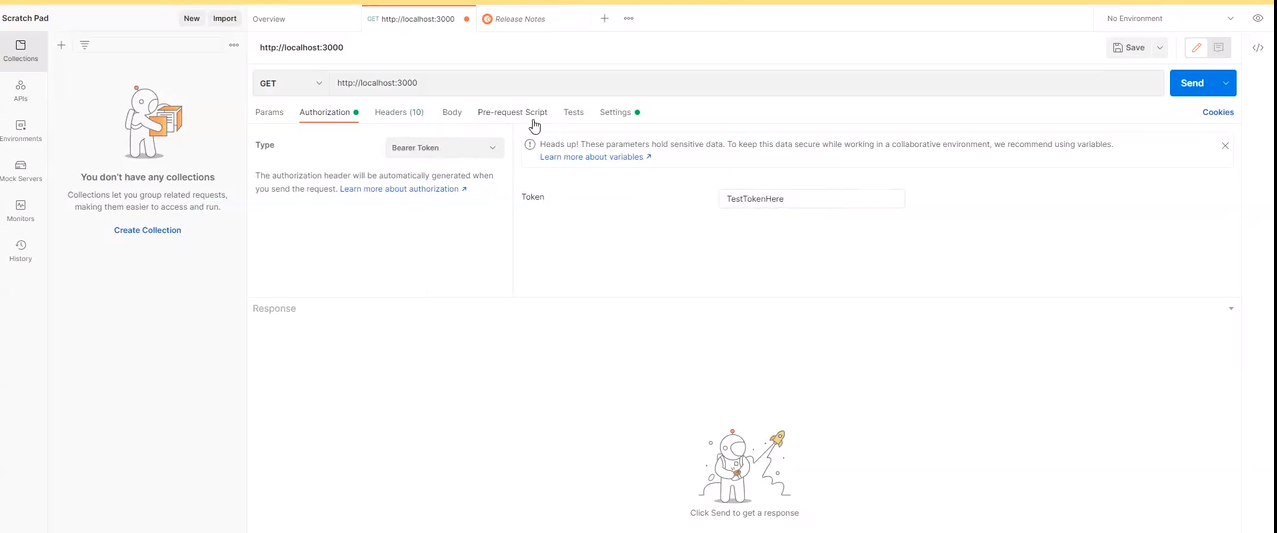 Scratch Pad
New
Import
Overview
GET http://localhost:3000
Release Notes
No Environment
Collections
APIs
Environments
Mock Servers
Monitors
History
You don't have any collections
Collections let you group related requests,
making them easier to access and run.
Create Collection
http://localhost:3000
Save
GET
http://localhost:3000
Send
Params
Authorization
Headers (10)
Body
Pre-request Script
Tests
Settings
Cookies
Type
Bearer Token
The authorization header will be automatically generated when
you send the request. Learn more about authorization ↗
Heads up! These parameters hold sensitive data. To keep this data secure while working in a collaborative environment, we recommend using variables.
Learn more about variables ↗
Token
TestTokenHere
Response
Click Send to get a response